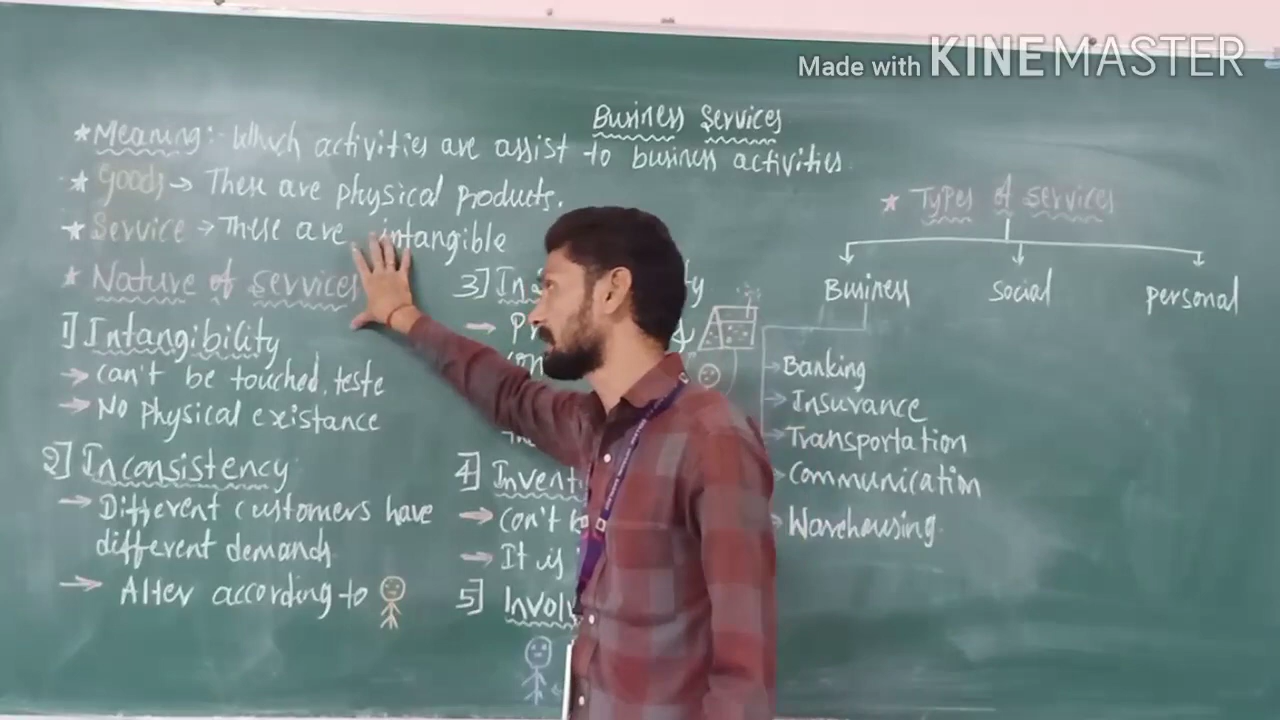 Made with KINEMASTER
Business Services
★ Meaning:- Which activities are assist to business activities.
★ Goods → These are physical products.
★ Service → These are intangible
★ Nature of services
1] Intangibility
→ can't be touched, teste
→ No physical existance
2] Inconsistency
→ Different customers have
different demands
→ Alter according to
3] In
4] Invent
→ Can't
→ It is
5] Involv
★ Types of services
Business Social personal
→ Banking
→ Insurance
→ Transportation
→ Communication
→ Warehousing